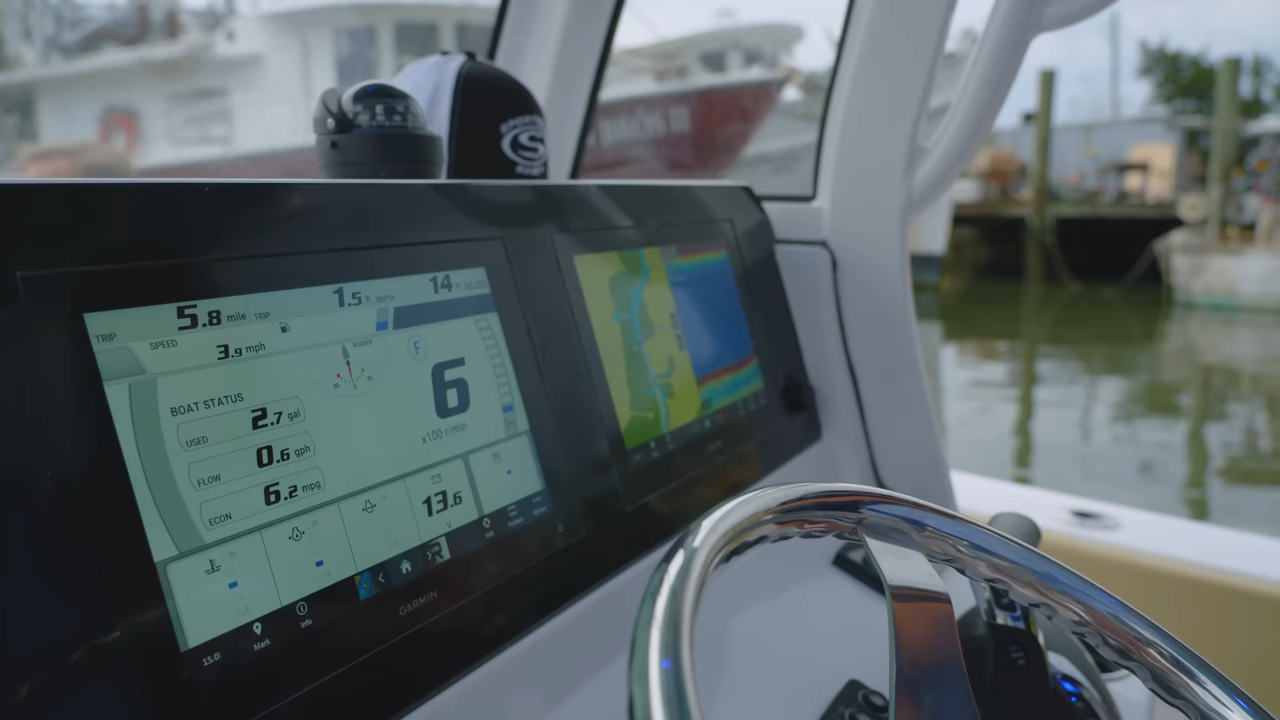 5.8 mile
TRIP
1.5 h
TRIP
DEPTH
14
SPEED
3.9 mph
RUDDER
F
6
x100 r/min
BOAT STATUS
2.7 gal
USED
0.6 gph
FLOW
6.2 mpg
ECON
13.6
V
Mark
Info
GARMIN
S